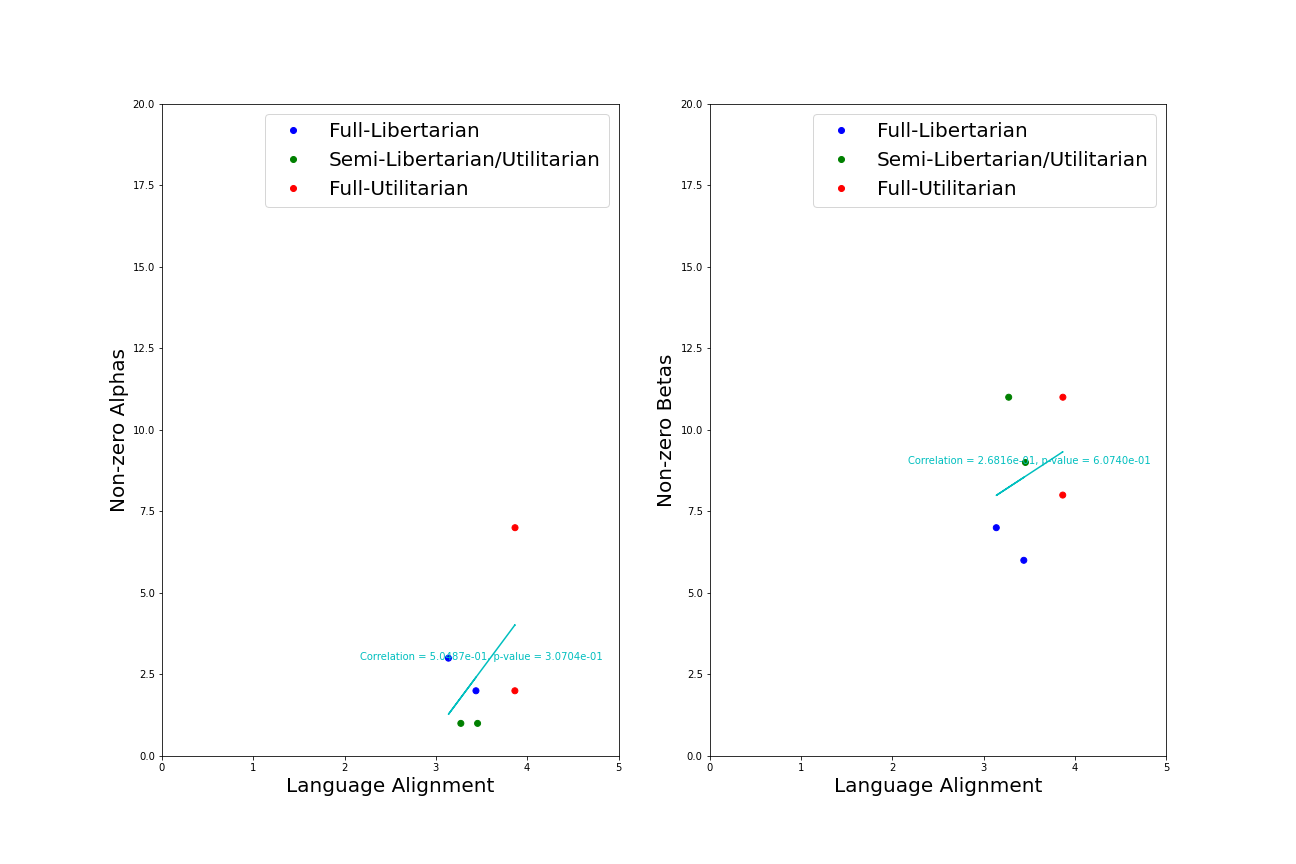 20.0
17.5
15.0
12.5
10.0
7.5
5.0
2.5
0.0
0 1 2 3 4 5
Non-zero Alphas
Language Alignment
Full-Libertarian
Semi-Libertarian/Utilitarian
Full-Utilitarian
Correlation = 5.0487e-01, p-value = 3.0704e-01
20.0
17.5
15.0
12.5
10.0
7.5
5.0
2.5
0.0
0 1 2 3 4 5
Non-zero Betas
Language Alignment
Full-Libertarian
Semi-Libertarian/Utilitarian
Full-Utilitarian
Correlation = 2.6816e-01, p-value = 6.0740e-01